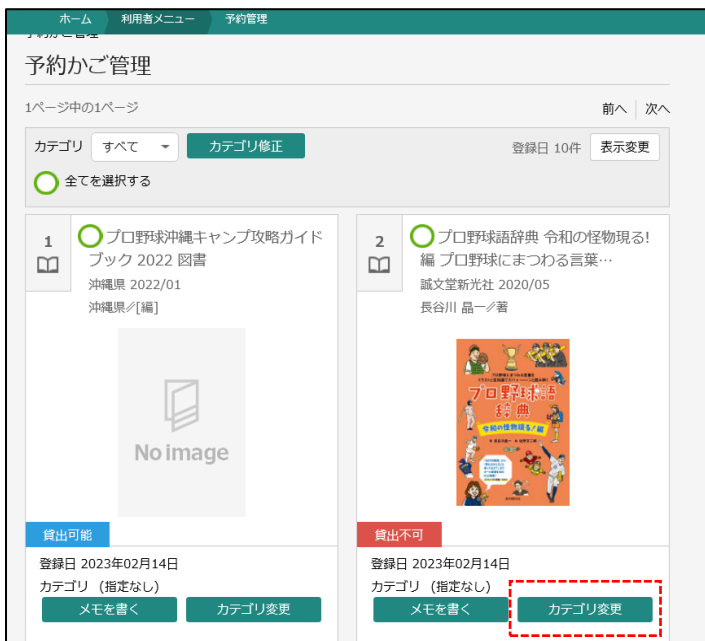 ホーム 利用者メニュー 予約管理
予約かご管理
予約かご管理
1ページ中の1ページ
前へ 次へ
カテゴリ すべて カテゴリ修正 登録日 10件 表示変更
全てを選択する
1
プロ野球沖縄キャンプ攻略ガイド
ブック 2022 図書
沖縄県 2022/01
沖縄県∥[編]
No image
貸出可能
登録日 2023年02月14日
カテゴリ (指定なし)
メモを書く カテゴリ変更
2
プロ野球語辞典 令和の怪物現る!
編 プロ野球にまつわる言葉…
誠文堂新光社 2020/05
長谷川 晶一∥著
プロ野球語
辞典
令和の怪物現る!編
貸出不可
登録日 2023年02月14日
カテゴリ (指定なし)
メモを書く カテゴリ変更